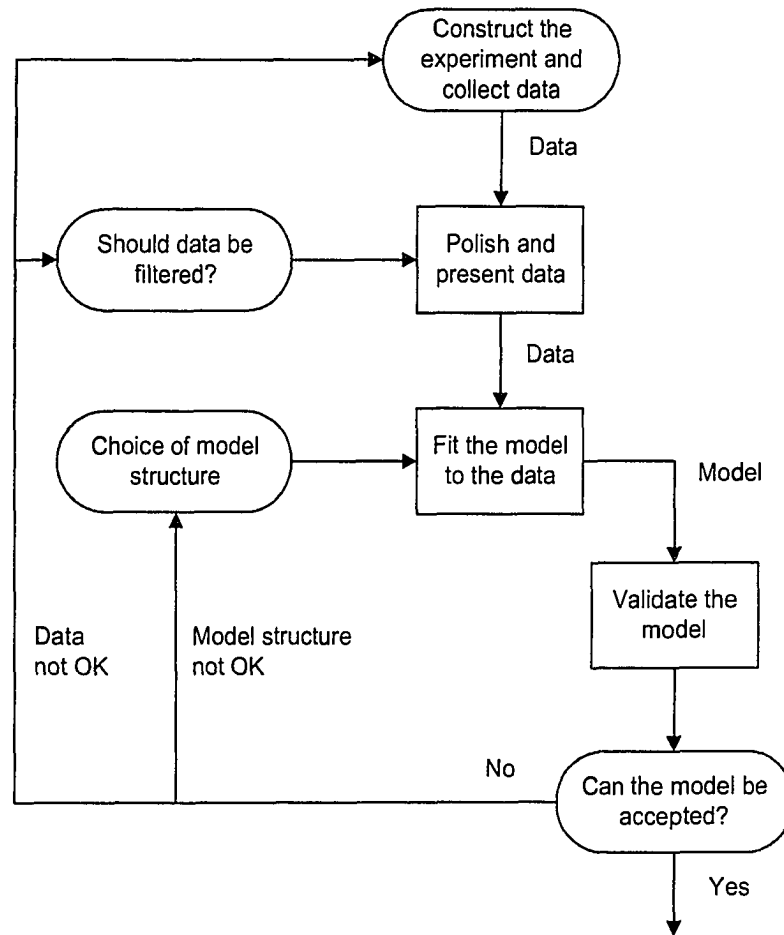 Construct the
experiment and
collect data
Data
Should data be
filtered?
Polish and
present data
Data
Choice of model
structure
Fit the model
to the data
Model
Validate the
model
Data
not OK
Model structure
not OK
No
Can the model be
accepted?
Yes